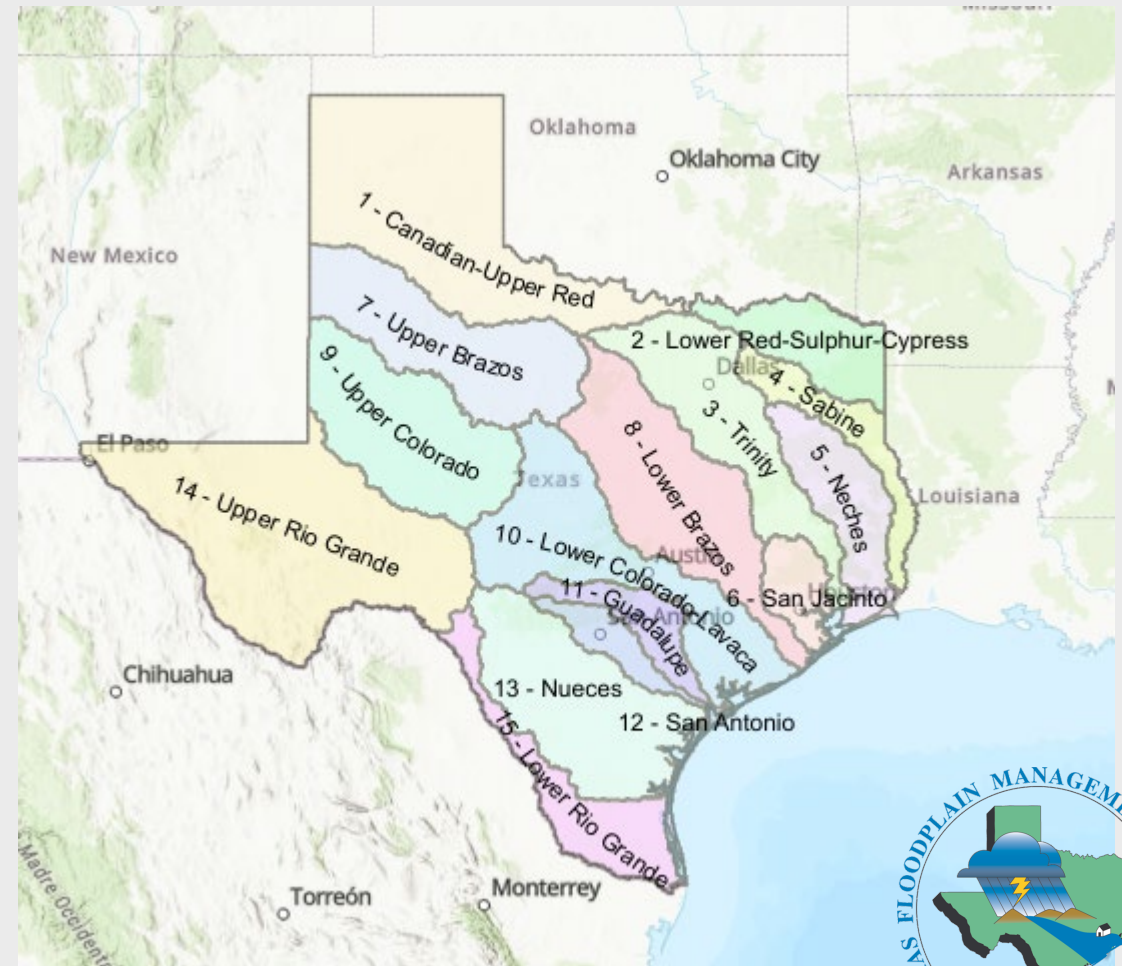 Oklahoma
Oklahoma City
Arkansas
New Mexico
1 - Canadian-Upper Red
7 - Upper Brazos
2 - Lower Red-Sulphur-Cypress
Dallas
9 - Upper Colorado
4 - Sabine
3 - Trinity
8 - Lower Brazos
5 - Neches
El Paso
Texas
Louisiana
14 - Upper Rio Grande
10 - Lower Colorado-Lavaca
Austin
11 - Guadalupe
6 - San Jacinto
Houston
San Antonio
Chihuahua
13 - Nueces
12 - San Antonio
15 - Lower Rio Grande
Torreón
Monterrey
FLOODPLAIN MANAGEM